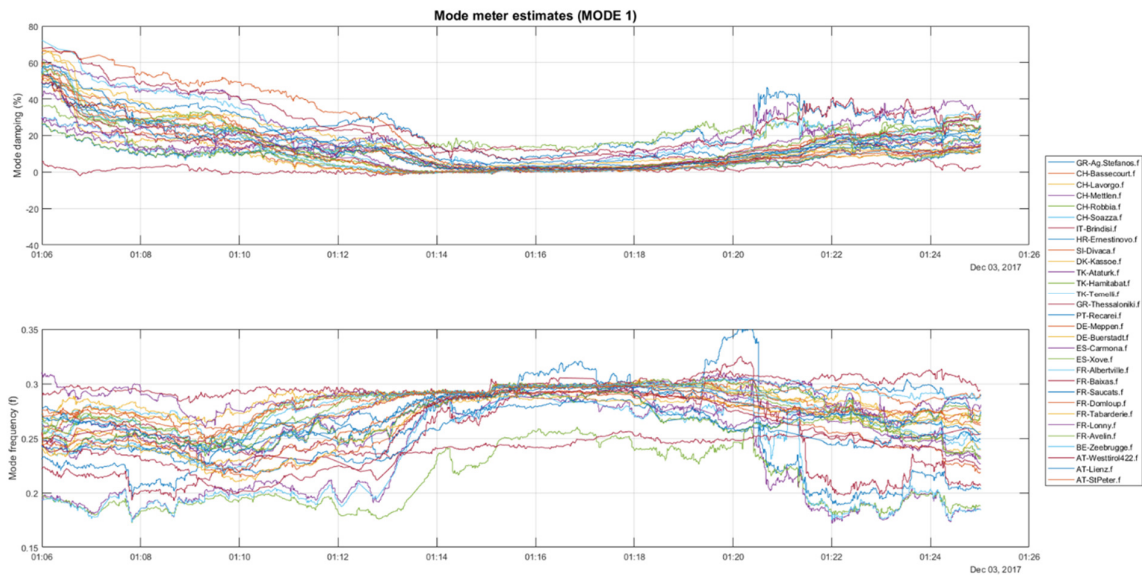 Mode meter estimates (MODE 1)
80
60
40
20
0
-20
-40
Mode damping (%)
01:06 01:08 01:10 01:12 01:14 01:16 01:18 01:20 01:22 01:24 01:26
Dec 03, 2017
0.35
0.3
0.25
0.2
0.15
Mode frequency (f)
01:06 01:08 01:10 01:12 01:14 01:16 01:18 01:20 01:22 01:24 01:26
Dec 03, 2017
GR-Ag.Stefanos.f
CH-Bassecourt.f
CH-Lavorgo.f
CH-Mettlen.f
CH-Robbia.f
CH-Soazza.f
IT-Brindisi.f
HR-Ernestinovo.f
SI-Divaca.f
DK-Kassoe.f
TK-Ataturk.f
TK-Hamitabat.f
TK-Temelli.f
GR-Thessaloniki.f
PT-Recarei.f
DE-Meppen.f
DE-Buerstadt.f
ES-Carmona.f
ES-Xove.f
FR-Albertville.f
FR-Baixas.f
FR-Saucats.f
FR-Domloup.f
FR-Tabarderie.f
FR-Lonny.f
FR-Avelin.f
BE-Zeebrugge.f
AT-Westtirol422.f
AT-Lienz.f
AT-StPeter.f